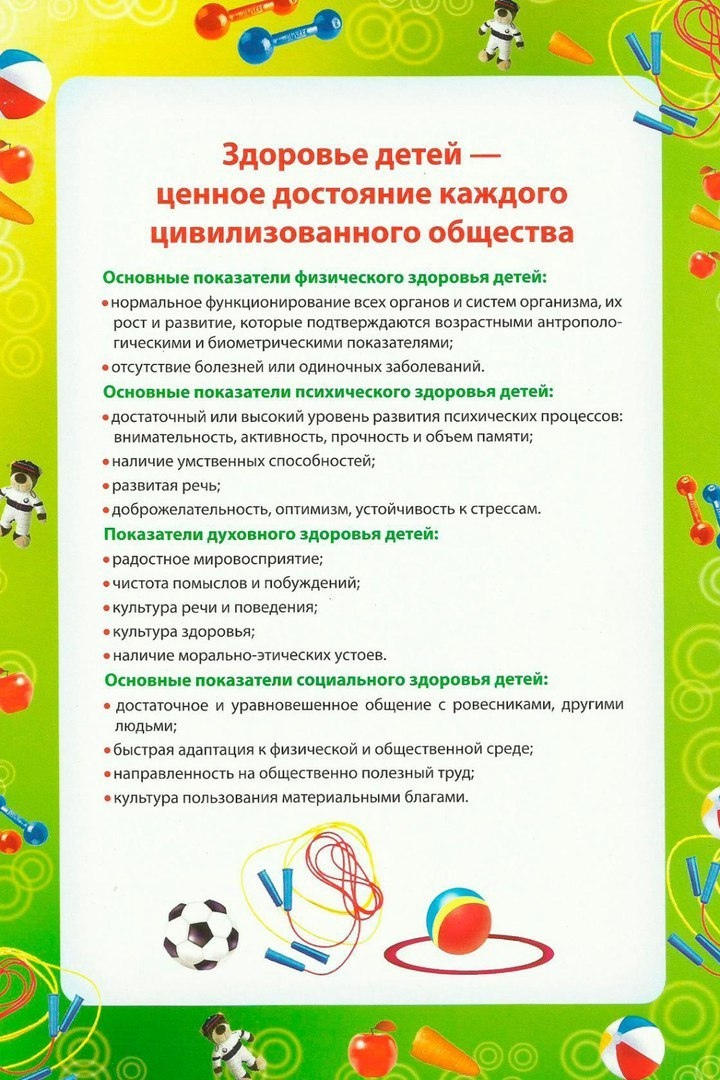 Здоровье детей —
ценное достояние каждого
цивилизованного общества
Основные показатели физического здоровья детей:
• нормальное функционирование всех органов и систем организма, их
рост и развитие, которые подтверждаются возрастными антрополо-
гическими и биометрическими показателями;
• отсутствие болезней или одиночных заболеваний.
Основные показатели психического здоровья детей:
• достаточный или высокий уровень развития психических процессов:
внимательность, активность, прочность и объем памяти;
• наличие умственных способностей;
• развитая речь;
• доброжелательность, оптимизм, устойчивость к стрессам.
Показатели духовного здоровья детей:
• радостное мировосприятие;
• чистота помыслов и побуждений;
• культура речи и поведения;
• культура здоровья;
• наличие морально-этических устоев.
Основные показатели социального здоровья детей:
• достаточное и уравновешенное общение с ровесниками, другими
людьми;
• быстрая адаптация к физической и общественной среде;
• направленность на общественно полезный труд;
• культура пользования материальными благами.